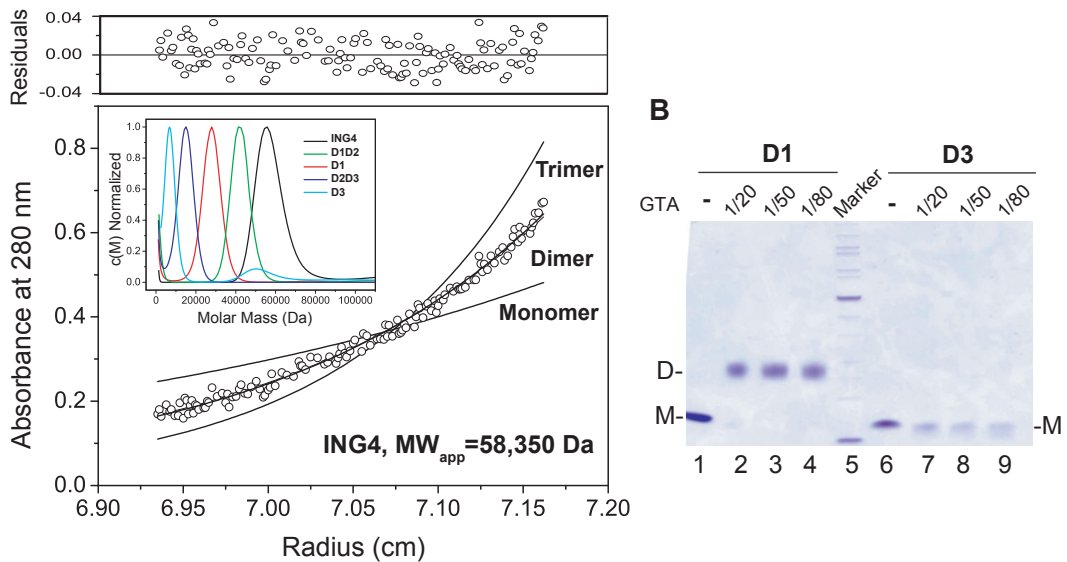 Residuals
0.04
0.00
-0.04
Absorbance at 280 nm
0.8
0.6
0.4
0.2
0.0
c(M) Normalized
1.0
0.8
0.6
0.4
0.2
0.0
ING4
D1D2
D1
D2D3
D3
0 20000 40000 60000 80000 100000
Molar Mass (Da)
Trimer
Dimer
Monomer
ING4, MWapp=58,350 Da
6.90 6.95 7.00 7.05 7.10 7.15 7.20
Radius (cm)
B
D1 D3
GTA - 1/20 1/50 1/80 Marker - 1/20 1/50 1/80
D-
M- -M
1 2 3 4 5 6 7 8 9